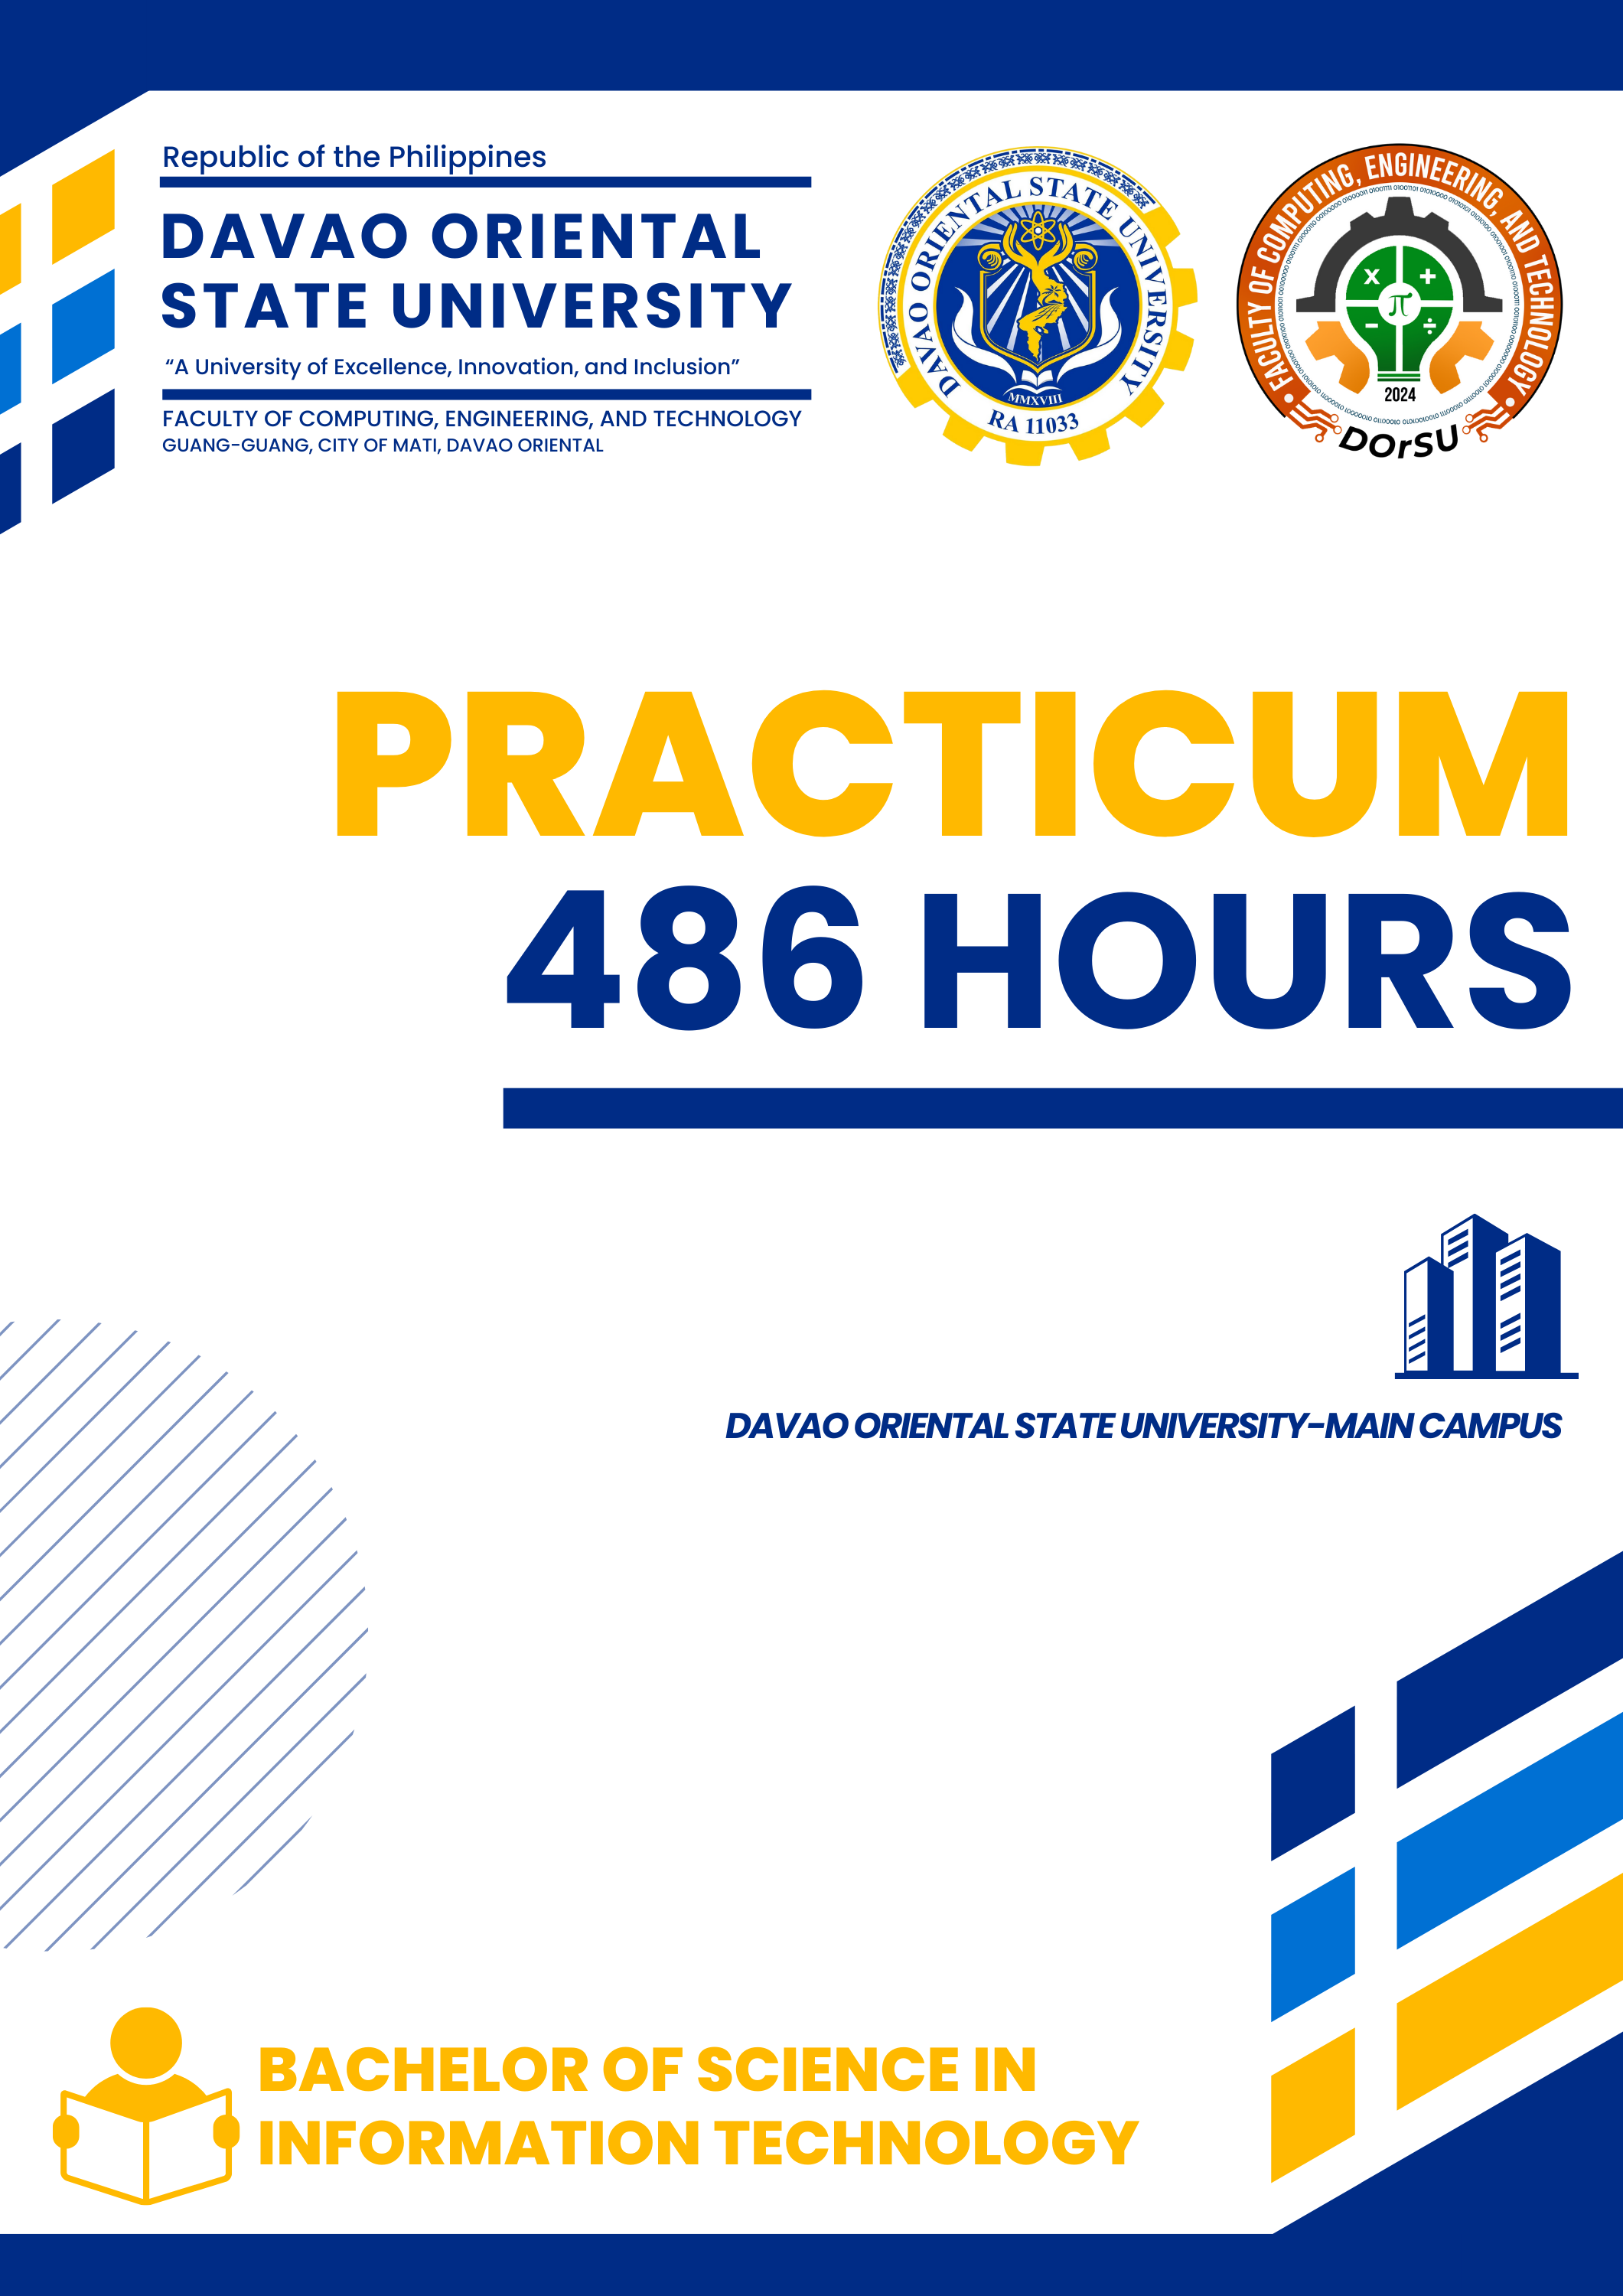 Republic of the Philippines
DAVAO ORIENTAL
STATE UNIVERSITY
“A University of Excellence, Innovation, and Inclusion”
FACULTY OF COMPUTING, ENGINEERING, AND TECHNOLOGY
GUANG-GUANG, CITY OF MATI, DAVAO ORIENTAL
DAVAO ORIENTAL STATE UNIVERSITY
MMXVIII
RA 11033
FACULTY OF COMPUTING, ENGINEERING, AND TECHNOLOGY
x +
π
- ÷
2024
DOrSU
PRACTICUM
486 HOURS
DAVAO ORIENTAL STATE UNIVERSITY-MAIN CAMPUS
BACHELOR OF SCIENCE IN
INFORMATION TECHNOLOGY